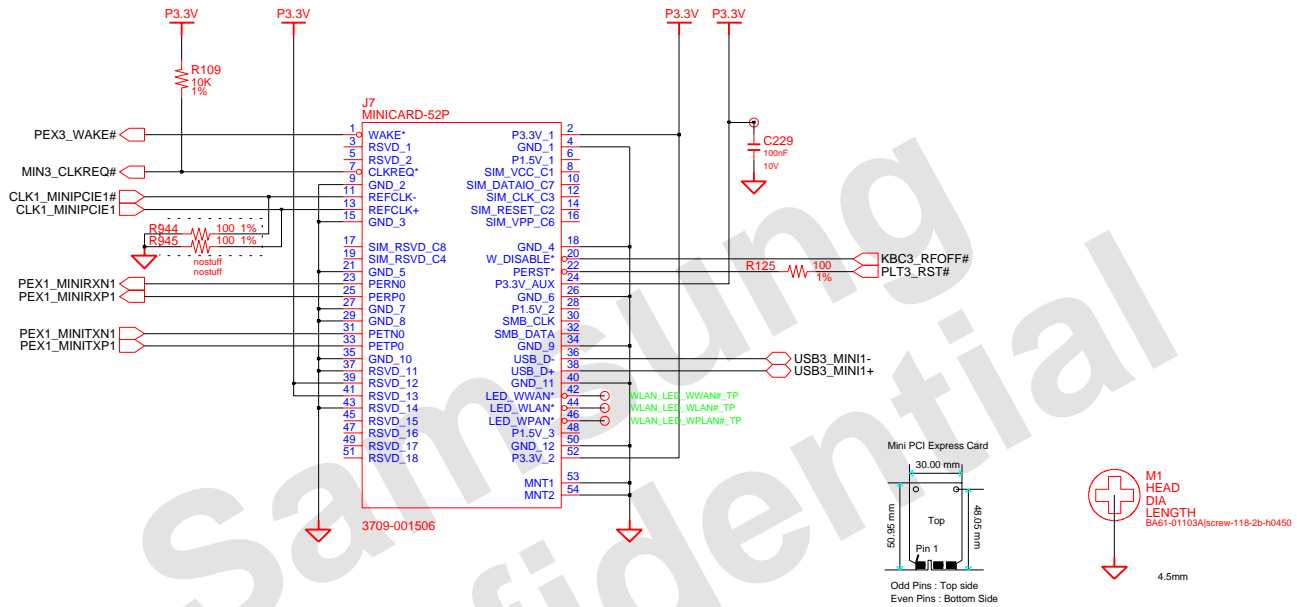 P3.3V
P3.3V
P3.3V
P3.3V
R109
10K
1%
J7
MINICARD-52P
C229
100nF
10V
PEX3_WAKE#
MIN3_CLKREQ#
CLK1_MINIPCIE1#
CLK1_MINIPCIE1
R944 100 1%
R945 100 1%
nostuff
nostuff
PEX1_MINIRXN1
PEX1_MINIRXP1
PEX1_MINITXN1
PEX1_MINITXP1
1 WAKE*
3 RSVD_1
5 RSVD_2
7 CLKREQ*
9 GND_2
11 REFCLK-
13 REFCLK+
15 GND_3
17 SIM_RSVD_C8
19 SIM_RSVD_C4
21 GND_5
23 PERN0
25 PERP0
27 GND_7
29 GND_8
31 PETN0
33 PETP0
35 GND_10
37 RSVD_11
39 RSVD_12
41 RSVD_13
43 RSVD_14
45 RSVD_15
47 RSVD_16
49 RSVD_17
51 RSVD_18
P3.3V_1 2
GND_1 4
P1.5V_1 6
SIM_VCC_C1 8
SIM_DATAIO_C7 10
SIM_CLK_C3 12
SIM_RESET_C2 14
SIM_VPP_C6 16
GND_4 18
W_DISABLE* 20
PERST* 22
P3.3V_AUX 24
GND_6 26
P1.5V_2 28
SMB_CLK 30
SMB_DATA 32
GND_9 34
USB_D- 36
USB_D+ 38
GND_11 40
LED_WWAN* 42
LED_WLAN* 44
LED_WPAN* 46
P1.5V_3 48
GND_12 50
P3.3V_2 52
MNT1 53
MNT2 54
3709-001506
R125 100
1%
KBC3_RFOFF#
PLT3_RST#
USB3_MINI1-
USB3_MINI1+
WLAN_LED_WWAN#_TP
WLAN_LED_WLAN#_TP
WLAN_LED_WPLAN#_TP
Mini PCI Express Card
30.00 mm
50.95 mm
48.05 mm
Top
Pin 1
Odd Pins : Top side
Even Pins : Bottom Side
M1
HEAD
DIA
LENGTH
BA61-01103A|screw-118-2b-h0450
4.5mm
Samsung
Confidential